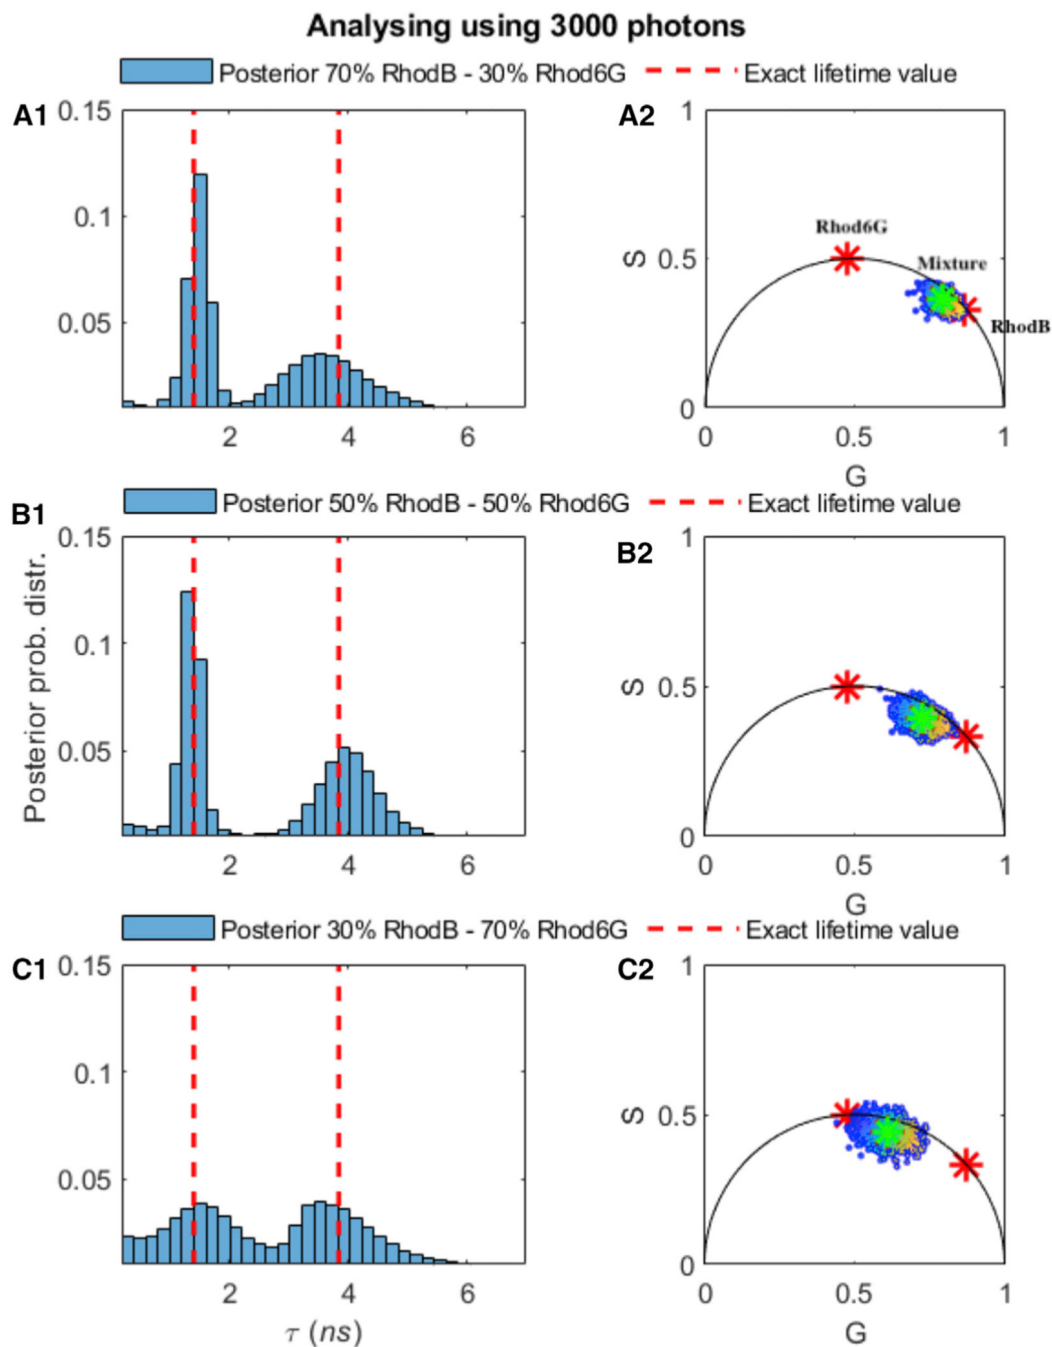 Analysing using 3000 photons
Posterior 70% RhodB - 30% Rhod6G Exact lifetime value
A1
0.15
0.1
0.05
2 4 6
A2
1
0.5
0
S
Rhod6G
Mixture
RhodB
0 0.5 1
G
Posterior 50% RhodB - 50% Rhod6G Exact lifetime value
B1
0.15
0.1
0.05
Posterior prob. distr.
2 4 6
B2
1
0.5
0
S
0 0.5 1
G
Posterior 30% RhodB - 70% Rhod6G Exact lifetime value
C1
0.15
0.1
0.05
2 4 6
τ (ns)
C2
1
0.5
0
S
0 0.5 1
G